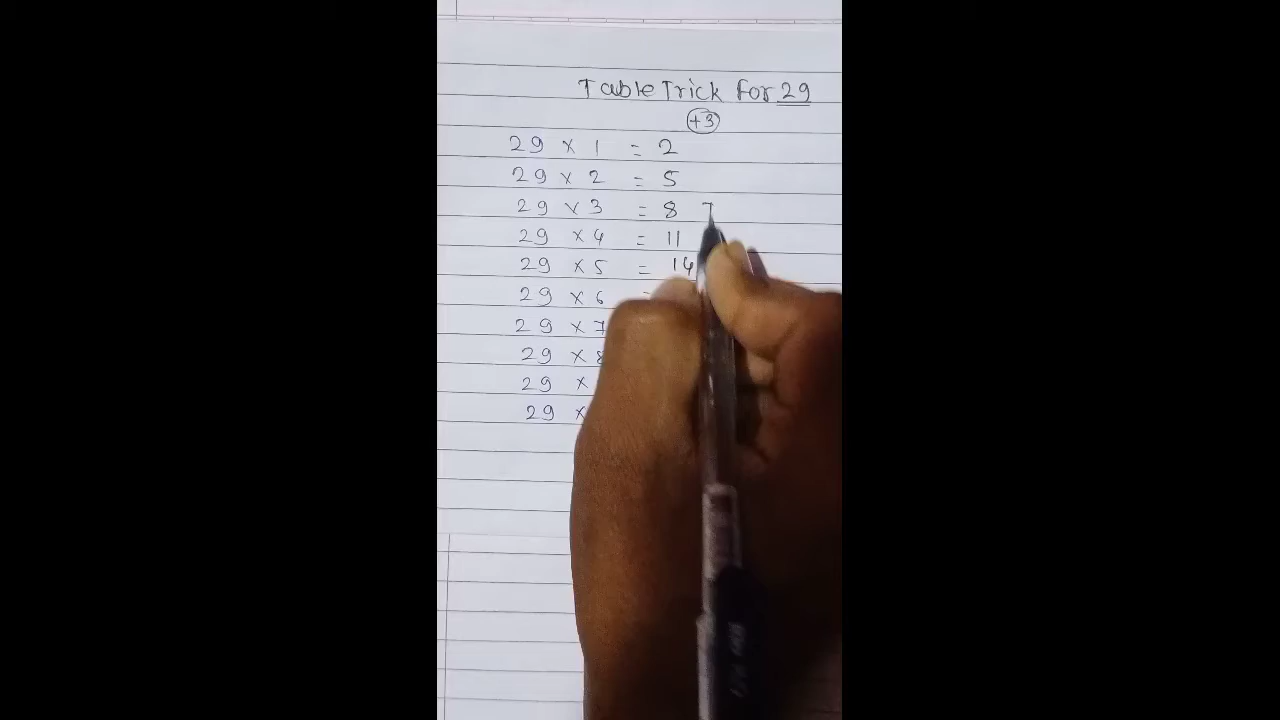 Table Trick For 29
+3
29 × 1 = 2
29 × 2 = 5
29 × 3 = 8 7
29 × 4 = 11
29 × 5 = 14
29 × 6 =
29 × 7
29 × 8
29 ×
29 ×